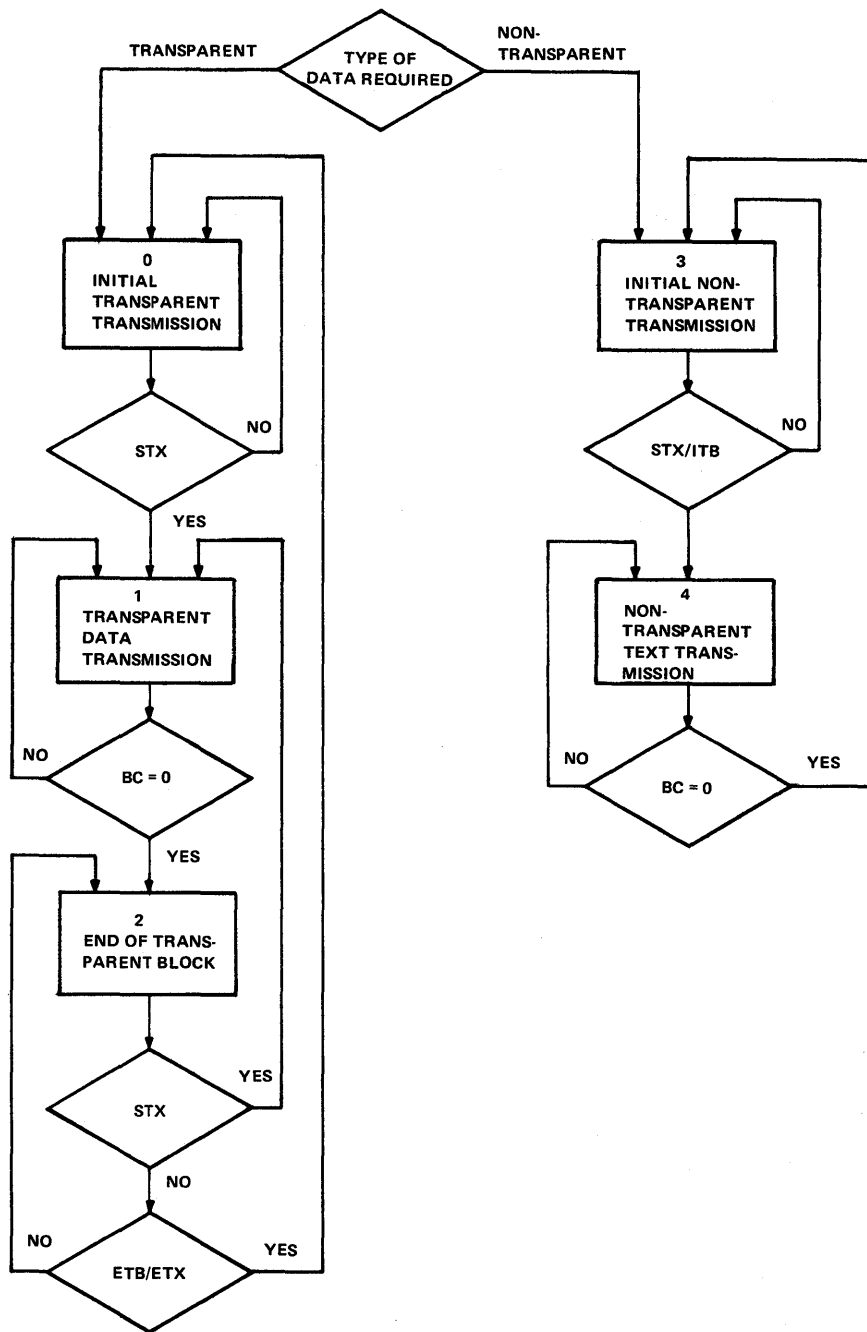 TYPE OF
DATA REQUIRED
TRANSPARENT
NON-
TRANSPARENT
0
INITIAL
TRANSPARENT
TRANSMISSION
STX
NO
YES
1
TRANSPARENT
DATA
TRANSMISSION
BC = 0
NO
YES
2
END OF TRANS-
PARENT BLOCK
STX
YES
NO
ETB/ETX
NO
YES
3
INITIAL NON-
TRANSPARENT
TRANSMISSION
STX/ITB
NO
YES
4
NON-
TRANSPARENT
TEXT TRANS-
MISSION
BC = 0
NO
YES